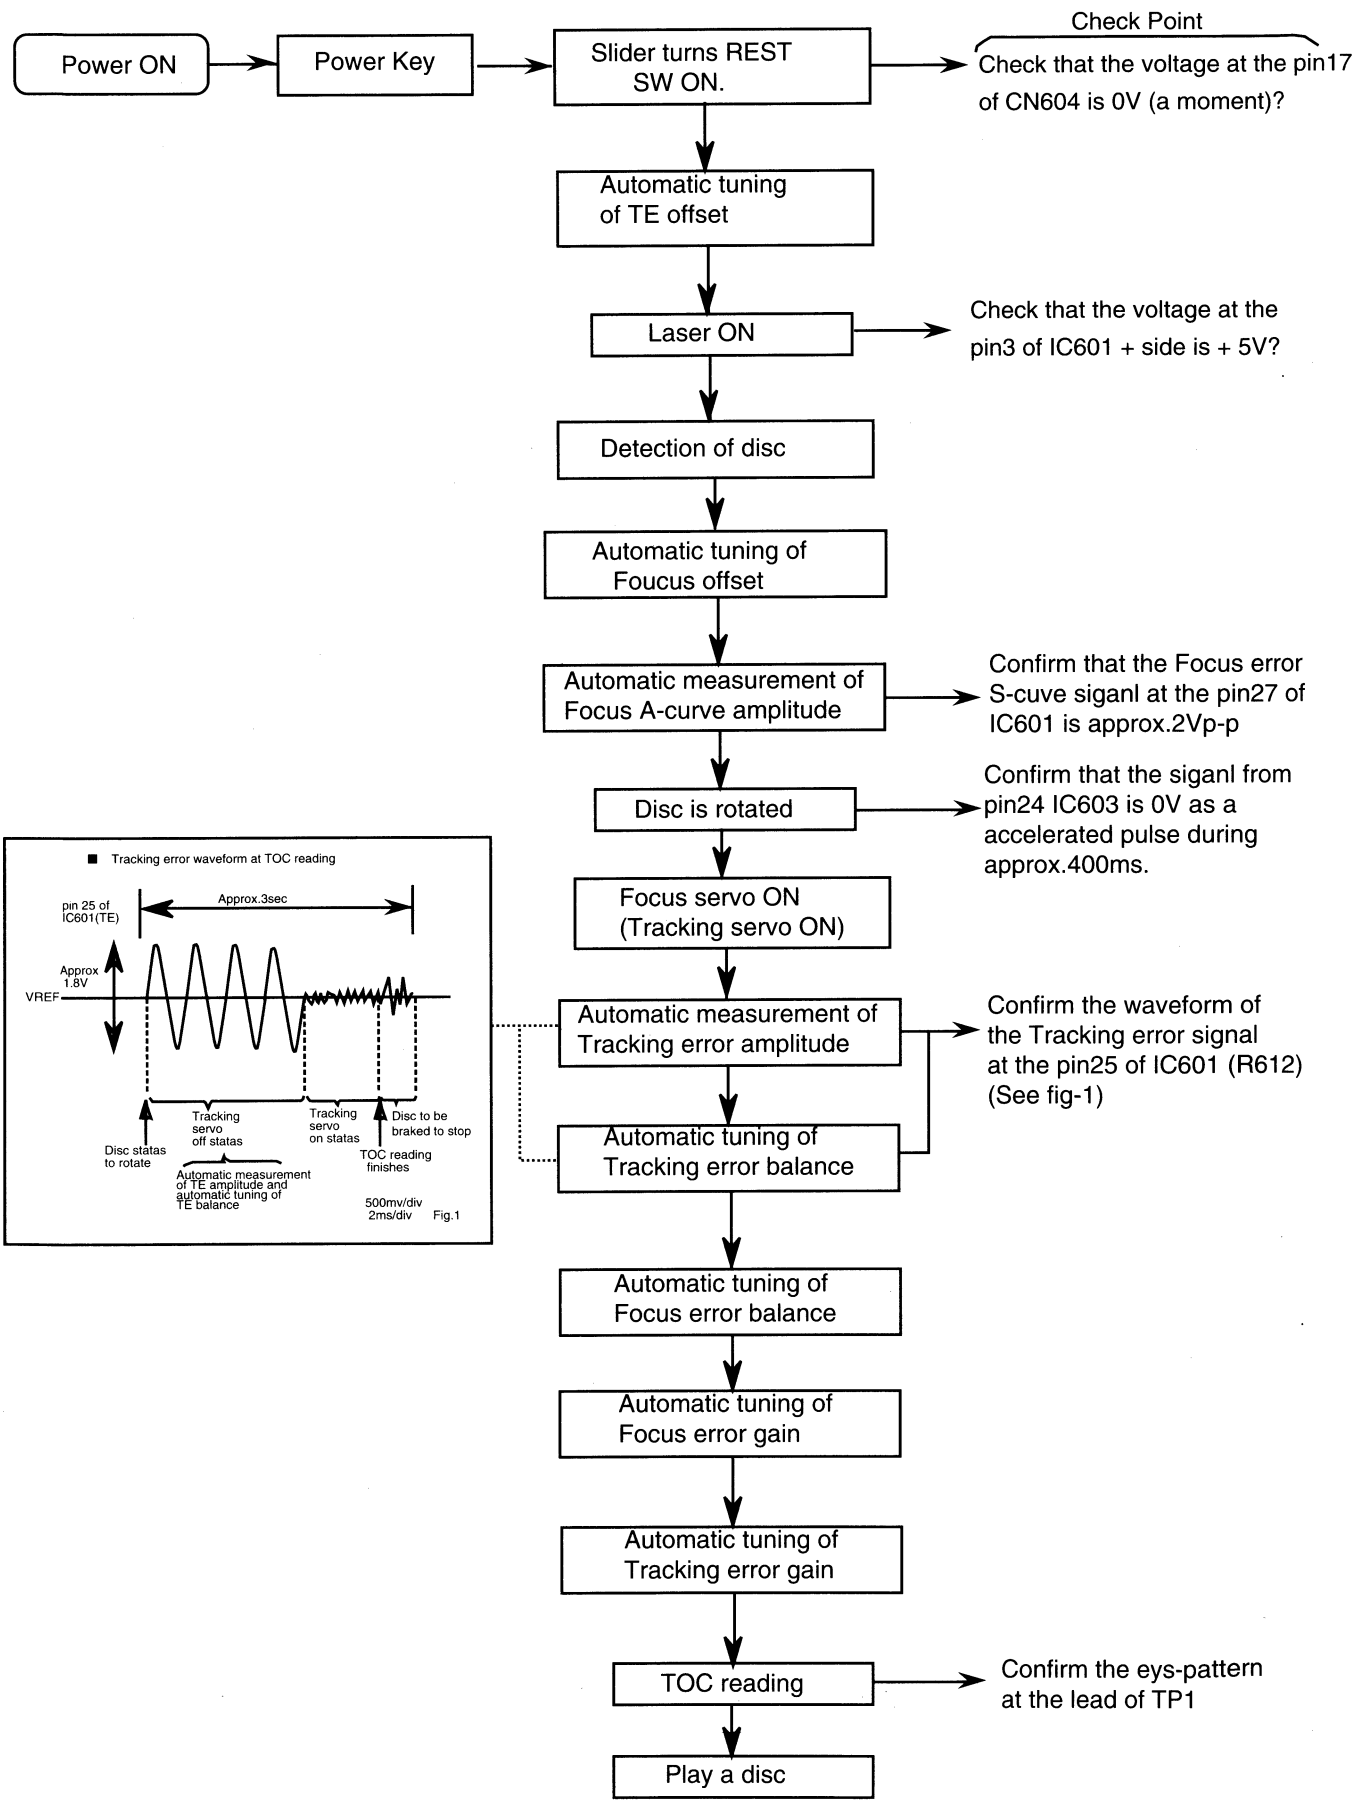 Check Point
Power ON
Power Key
Slider turns REST
SW ON.
Check that the voltage at the pin17
of CN604 is 0V (a moment)?
Automatic tuning
of TE offset
Laser ON
Check that the voltage at the
pin3 of IC601 + side is + 5V?
Detection of disc
Automatic tuning of
Foucus offset
Automatic measurement of
Focus A-curve amplitude
Confirm that the Focus error
S-cuve siganl at the pin27 of
IC601 is approx.2Vp-p
Disc is rotated
Confirm that the siganl from
pin24 IC603 is 0V as a
accelerated pulse during
approx.400ms.
Focus servo ON
(Tracking servo ON)
Automatic measurement of
Tracking error amplitude
Confirm the waveform of
the Tracking error signal
at the pin25 of IC601 (R612)
(See fig-1)
Automatic tuning of
Tracking error balance
■ Tracking error waveform at TOC reading
pin 25 of
IC601(TE)
Approx.3sec
Approx
1.8V
VREF
Disc statas
to rotate
Tracking
servo
off statas
Automatic measurement
of TE amplitude and
automatic tuning of
TE balance
Tracking
servo
on statas
Disc to be
braked to stop
TOC reading
finishes
500mv/div
2ms/div
Fig.1
Automatic tuning of
Focus error balance
Automatic tuning of
Focus error gain
Automatic tuning of
Tracking error gain
TOC reading
Confirm the eys-pattern
at the lead of TP1
Play a disc